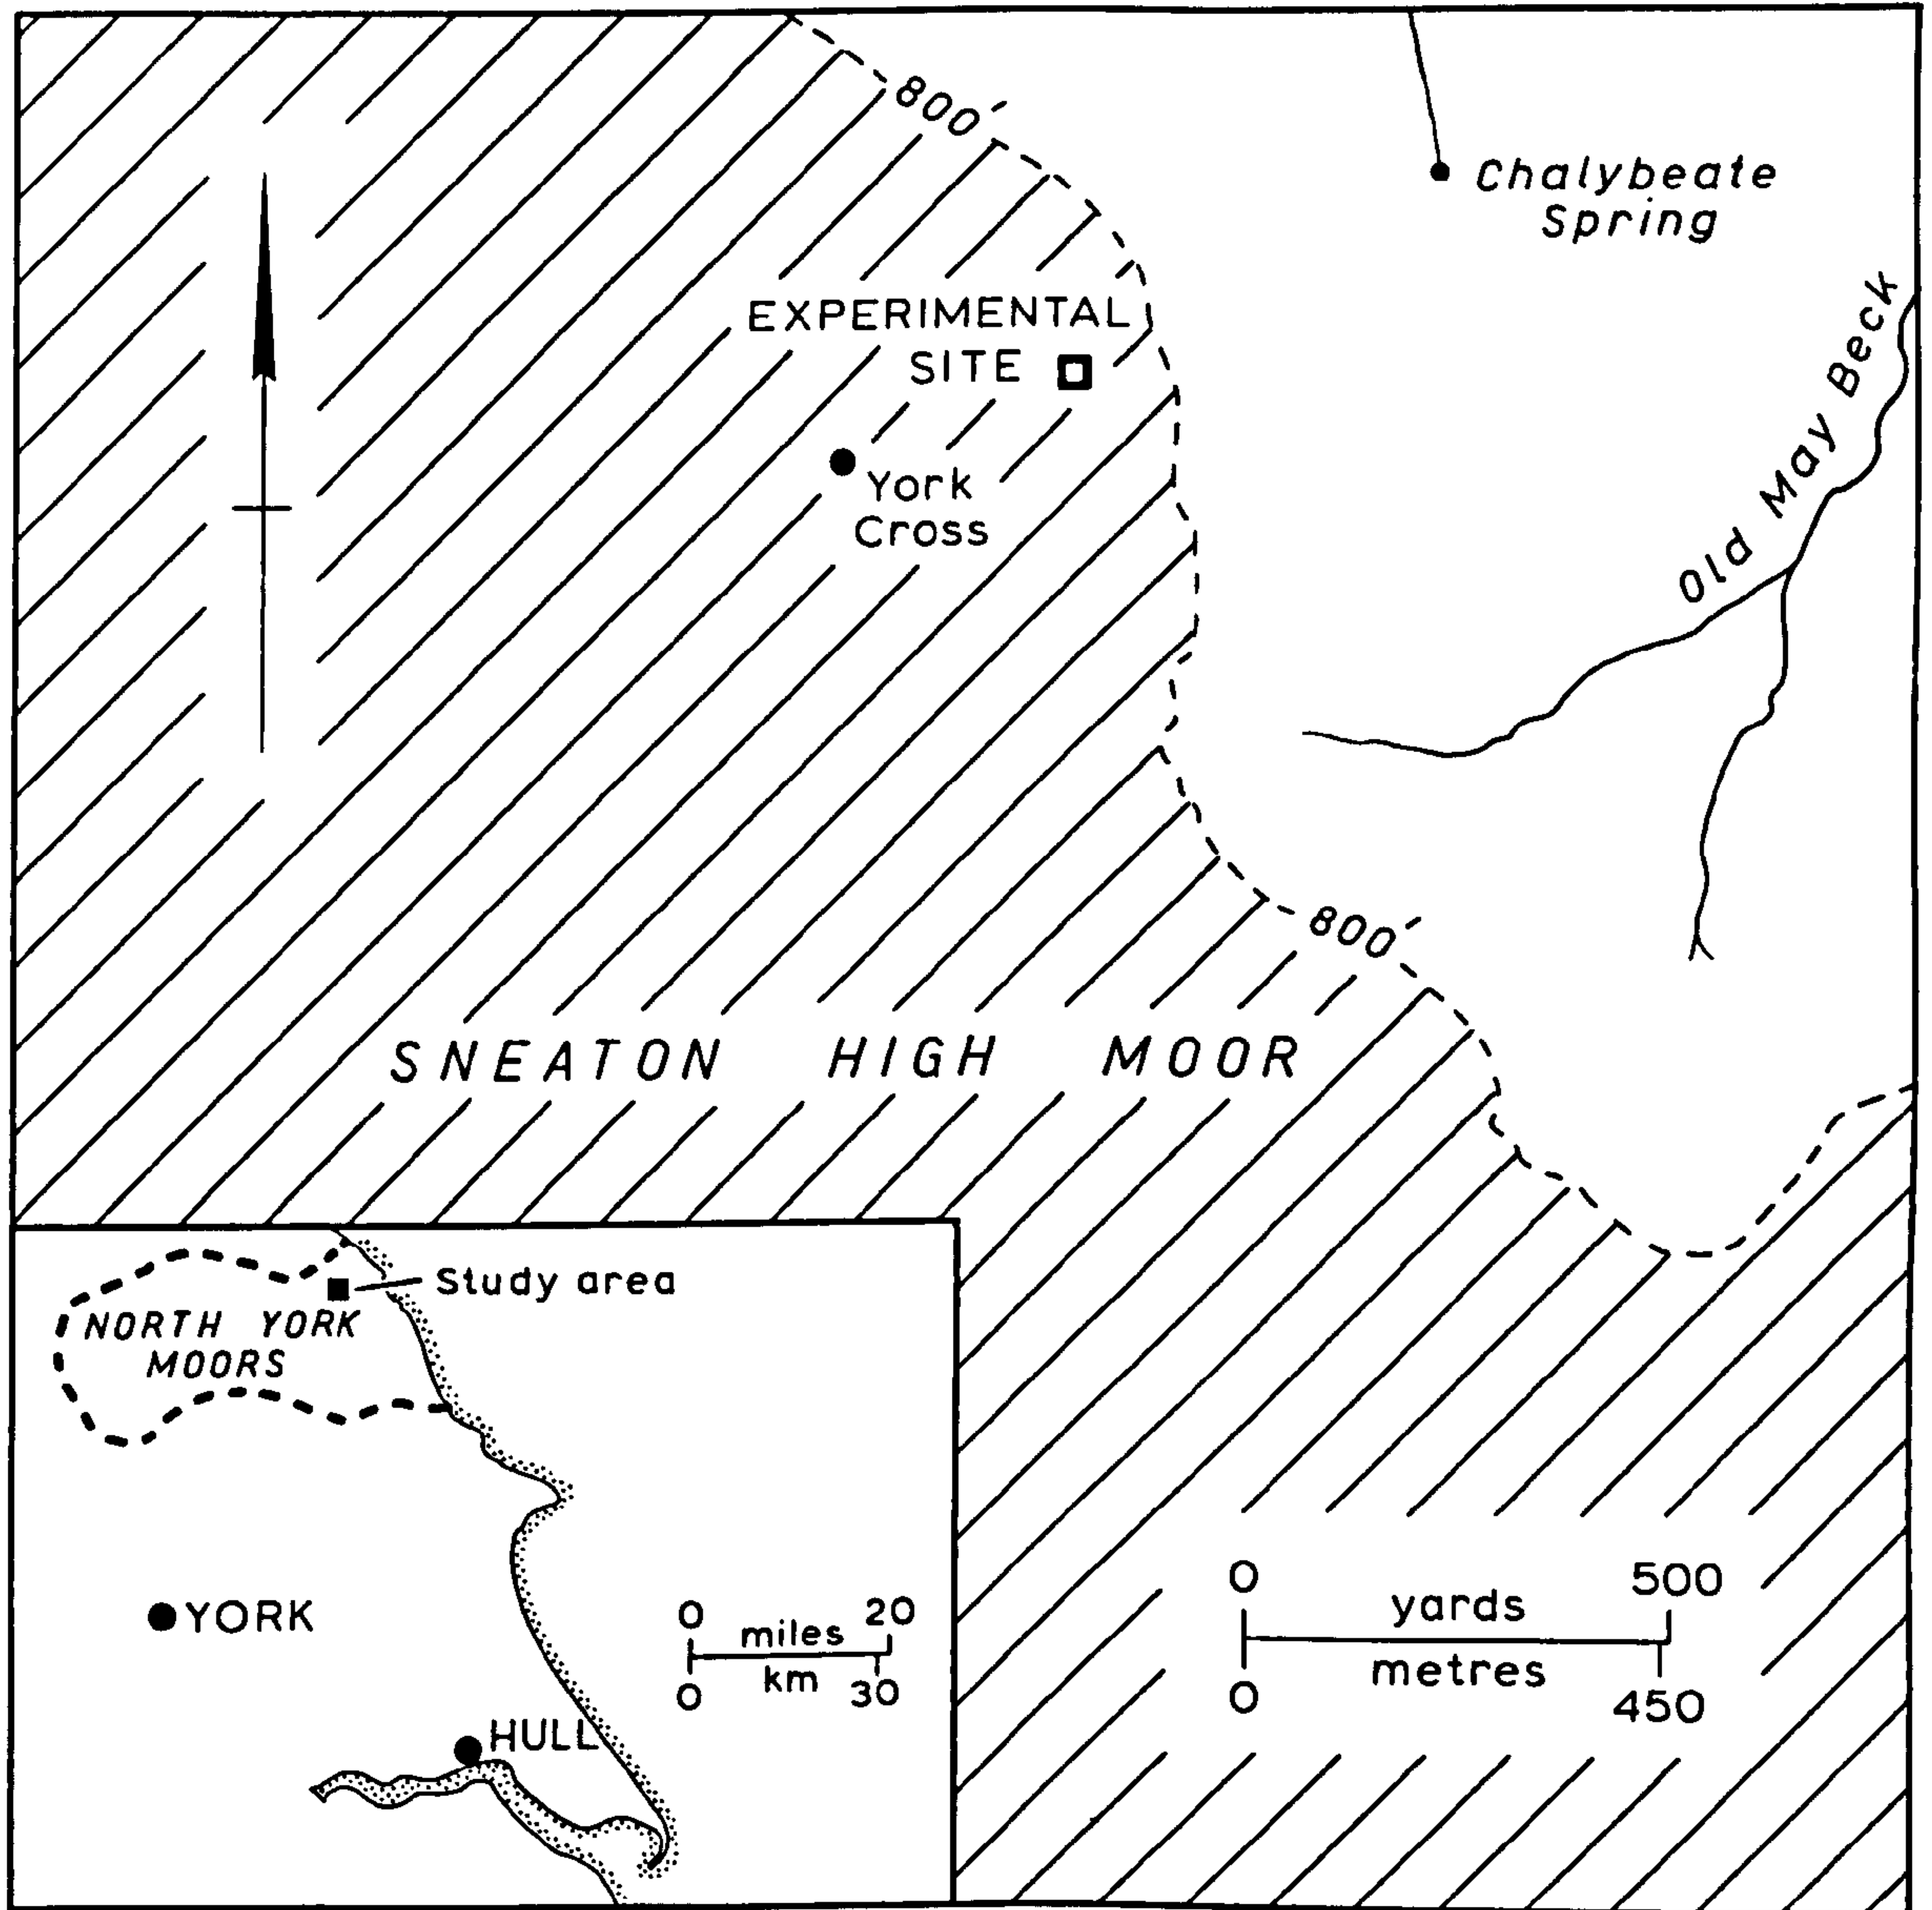 800′
Chalybeate
Spring
EXPERIMENTAL
SITE
York
Cross
Old May Beck
800′
SNEATON HIGH MOOR
Study area
NORTH YORK
MOORS
YORK
HULL
0 20
miles
km
0 30
0 500
yards
metres
0 450